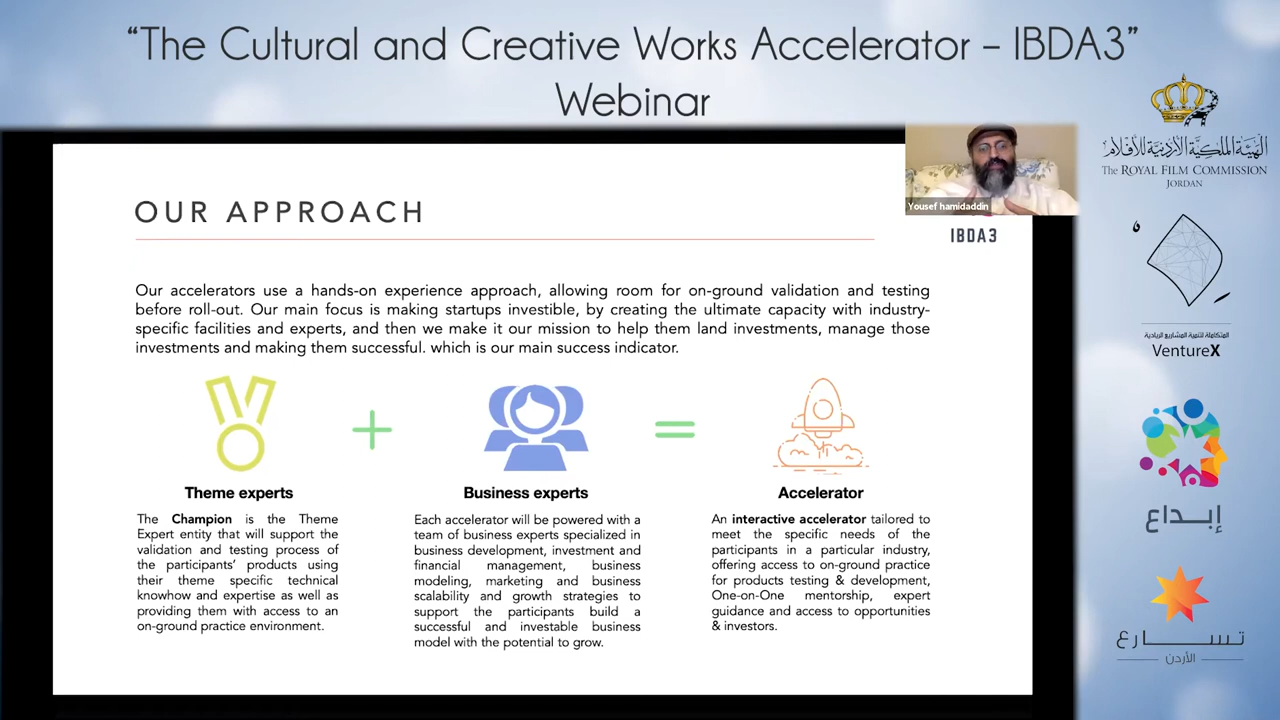 “The Cultural and Creative Works Accelerator – IBDA3”
Webinar
الهيئة الملكية الأردنية للأفلام
The ROYAL FILM COMMISSION
JORDAN
Yousef hamidaddin
OUR APPROACH
IBDA3
Our accelerators use a hands-on experience approach, allowing room for on-ground validation and testing
before roll-out. Our main focus is making startups investible, by creating the ultimate capacity with industry-
specific facilities and experts, and then we make it our mission to help them land investments, manage those
investments and making them successful. which is our main success indicator.
Theme experts
The Champion is the Theme
Expert entity that will support the
validation and testing process of
the participants’ products using
their theme specific technical
knowhow and expertise as well as
providing them with access to an
on-ground practice environment.
Business experts
Each accelerator will be powered with a
team of business experts specialized in
business development, investment and
financial management, business
modeling, marketing and business
scalability and growth strategies to
support the participants build a
successful and investable business
model with the potential to grow.
Accelerator
An interactive accelerator tailored to
meet the specific needs of the
participants in a particular industry,
offering access to on-ground practice
for products testing & development,
One-on-One mentorship, expert
guidance and access to opportunities
& investors.
المتكاملة لتنمية المشاريع الريادية
VentureX
إبداع
تسارع
الأردن